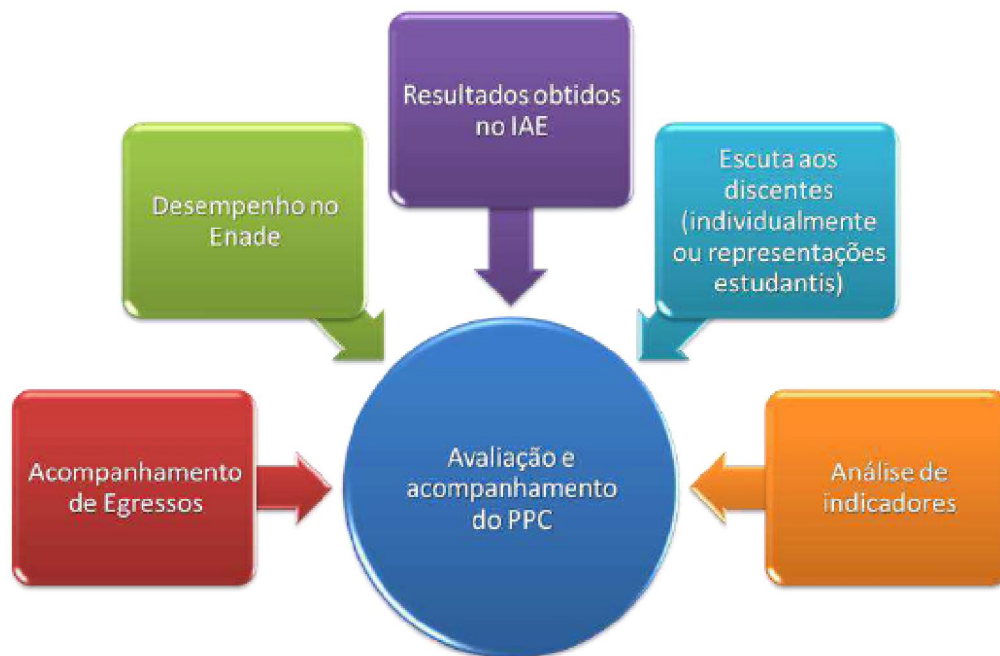 Resultados obtidos
no IAE
Desempenho no
Enade
Escuta aos
discentes
(individualmente
ou representações
estudantis)
Acompanhamento
de Egressos
Avaliação e
acompanhamento
do PPC
Análise de
indicadores